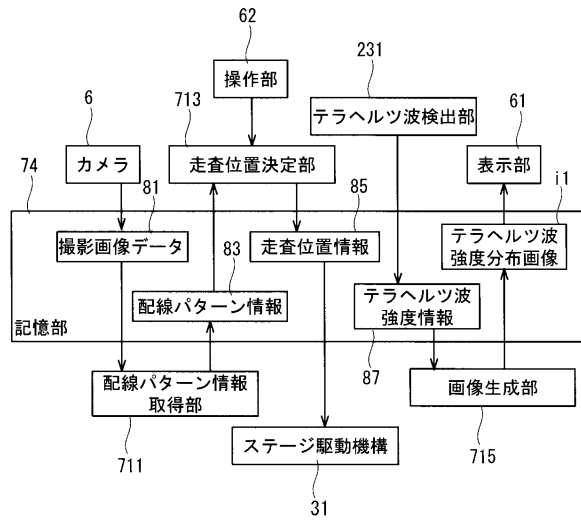 62
操作部
231
713
テラヘルツ波検出部
6
61
カメラ
走査位置決定部
表示部
74
81
85
i1
撮影画像データ
走査位置情報
テラヘルツ波
強度分布画像
83
配線パターン情報
テラヘルツ波
強度情報
記憶部
87
配線パターン情報
取得部
画像生成部
711
715
ステージ駆動機構
31